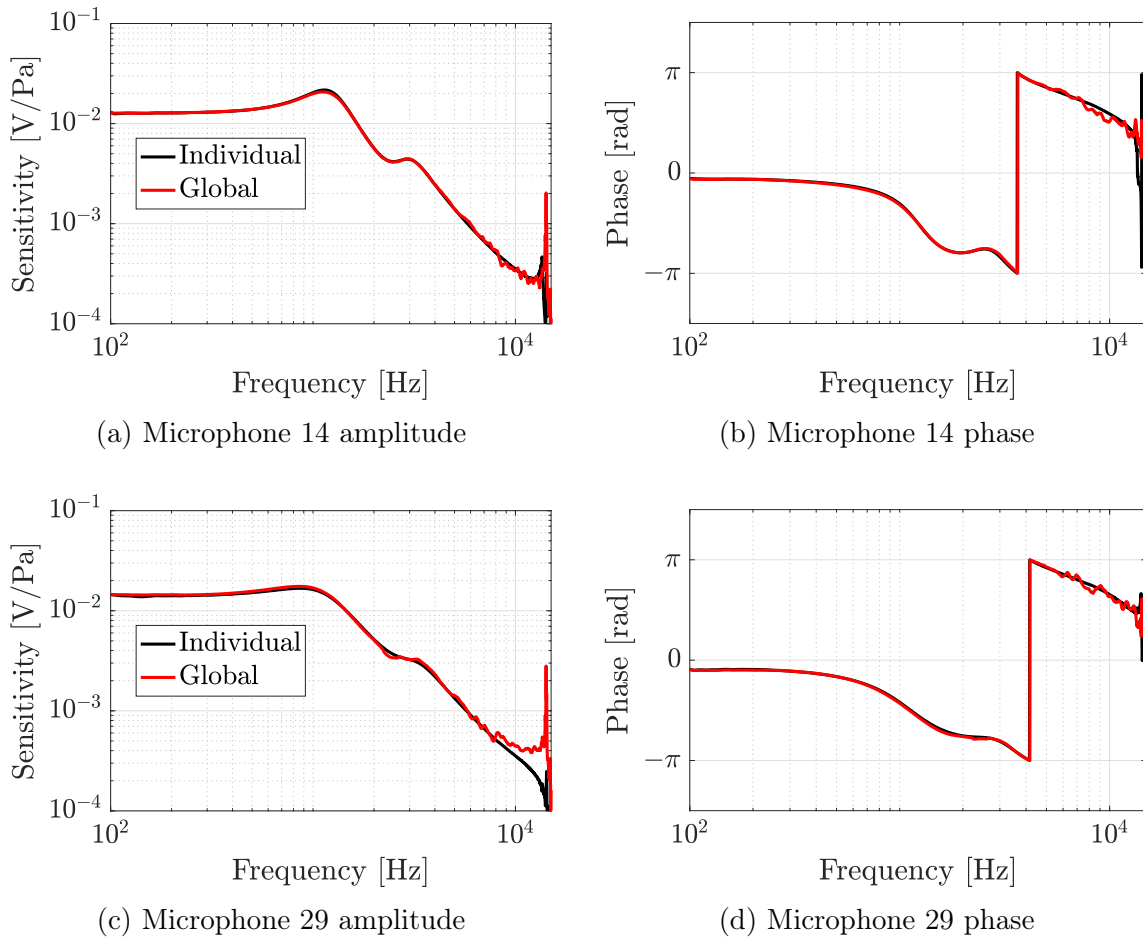 10^-1
10^-2
10^-3
10^-4
Sensitivity [V/Pa]
Individual
Global
10^2
10^4
Frequency [Hz]
(a) Microphone 14 amplitude
π
0
−π
Phase [rad]
10^2
10^4
Frequency [Hz]
(b) Microphone 14 phase
10^-1
10^-2
10^-3
10^-4
Sensitivity [V/Pa]
Individual
Global
10^2
10^4
Frequency [Hz]
(c) Microphone 29 amplitude
π
0
−π
Phase [rad]
10^2
10^4
Frequency [Hz]
(d) Microphone 29 phase